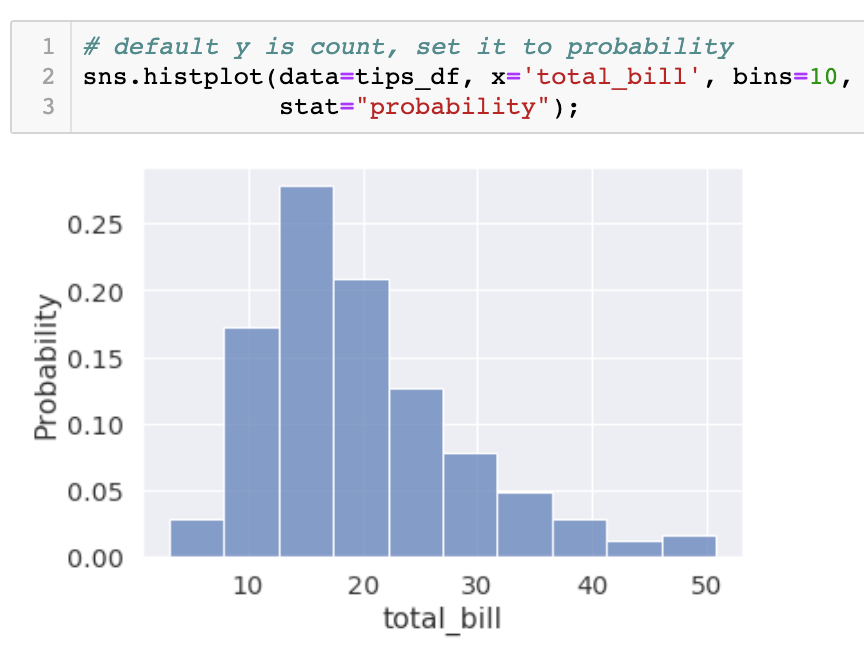 1 # default y is count, set it to probability
2 sns.histplot(data=tips_df, x='total_bill', bins=10,
3              stat="probability");
0.25
0.20
0.15
0.10
0.05
0.00
Probability
10 20 30 40 50
total_bill